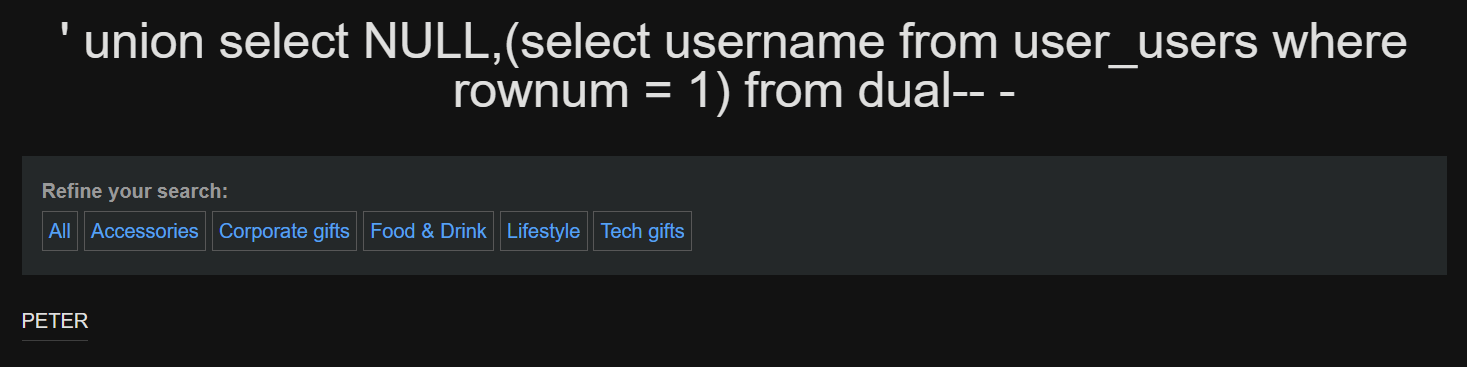 ' union select NULL,(select username from user_users where
rownum = 1) from dual-- -
Refine your search:
All Accessories Corporate gifts Food & Drink Lifestyle Tech gifts
PETER